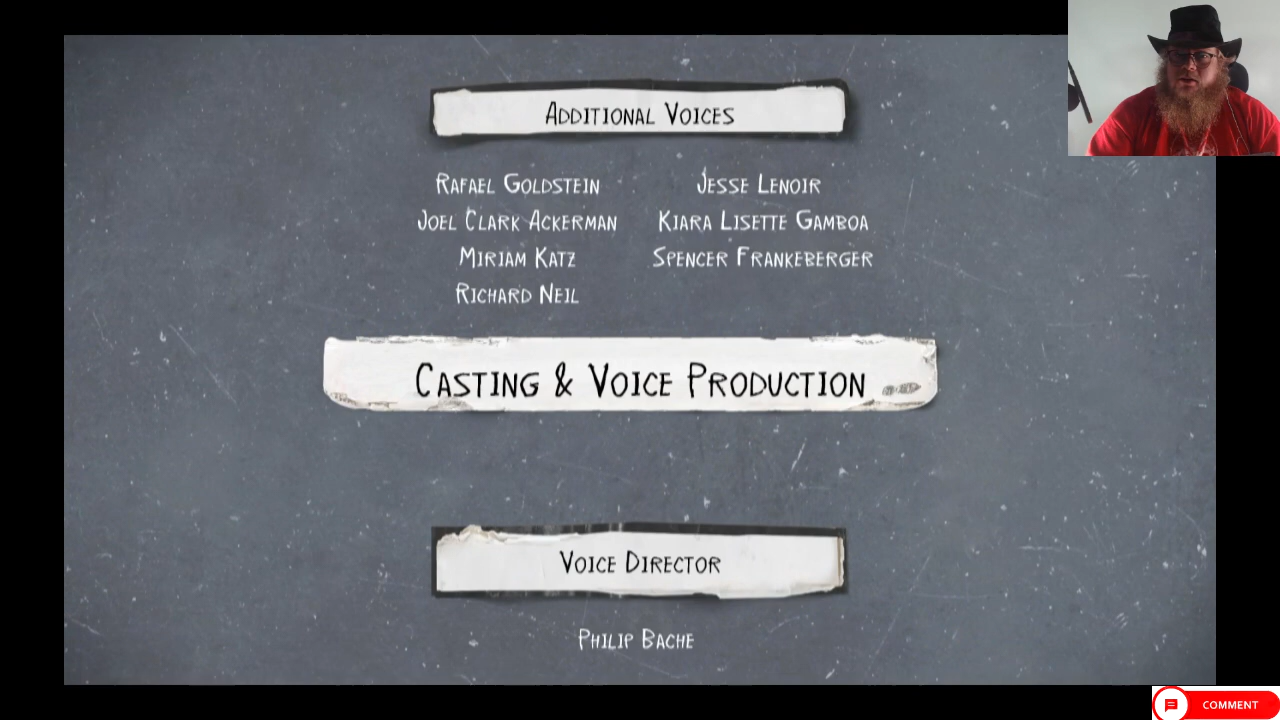 Additional Voices
Rafael Goldstein
Jesse Lenoir
Joel Clark Ackerman
Kiara Lisette Gamboa
Miriam Katz
Spencer Frankeberger
Richard Neil
Casting & Voice Production
Voice Director
Philip Bache
COMMENT